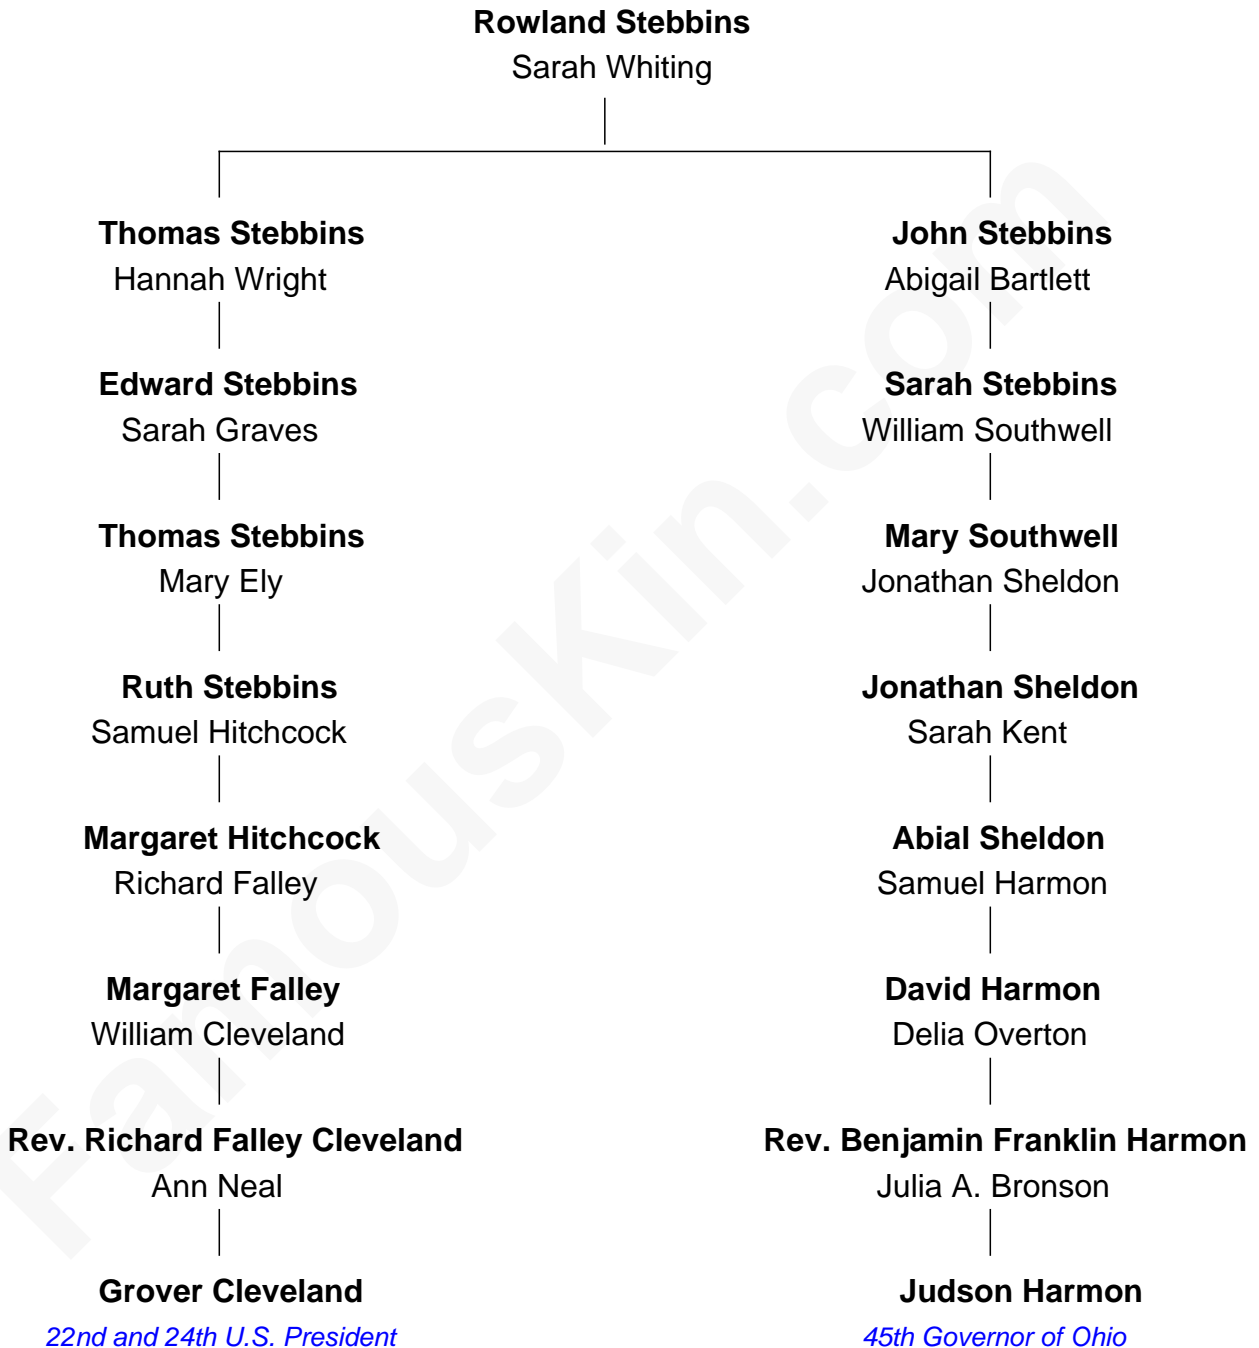 Rowland Stebbins
Sarah Whiting
Thomas Stebbins
Hannah Wright
John Stebbins
Abigail Bartlett
Edward Stebbins
Sarah Graves
Sarah Stebbins
William Southwell
Thomas Stebbins
Mary Ely
Mary Southwell
Jonathan Sheldon
Ruth Stebbins
Samuel Hitchcock
Jonathan Sheldon
Sarah Kent
Margaret Hitchcock
Richard Falley
Abial Sheldon
Samuel Harmon
Margaret Falley
William Cleveland
David Harmon
Delia Overton
Rev. Richard Falley Cleveland
Ann Neal
Rev. Benjamin Franklin Harmon
Julia A. Bronson
Grover Cleveland
22nd and 24th U.S. President
Judson Harmon
45th Governor of Ohio
FamousKin.com